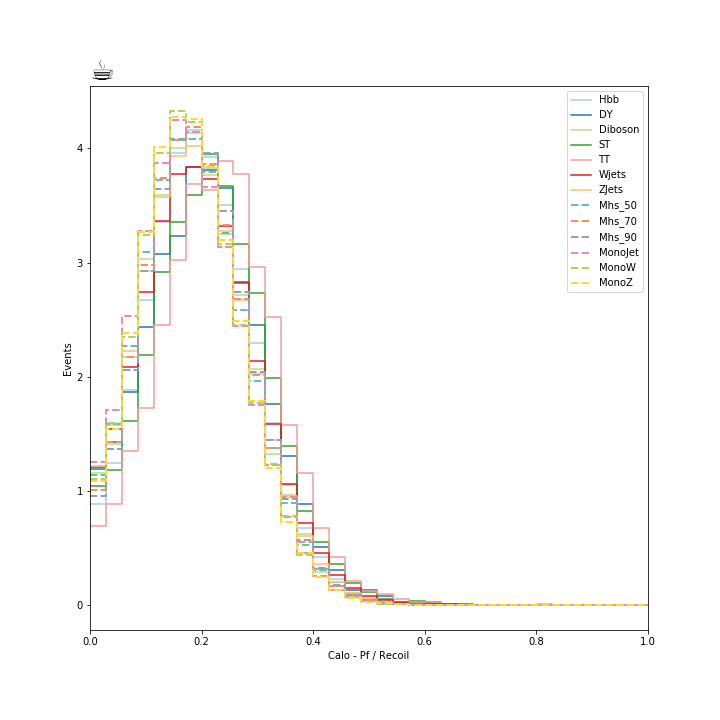 Hbb
DY
Diboson
ST
TT
Wjets
ZJets
Mhs_50
Mhs_70
Mhs_90
MonoJet
MonoW
MonoZ
4
3
2
1
0
Events
0.0 0.2 0.4 0.6 0.8 1.0
Calo - Pf / Recoil